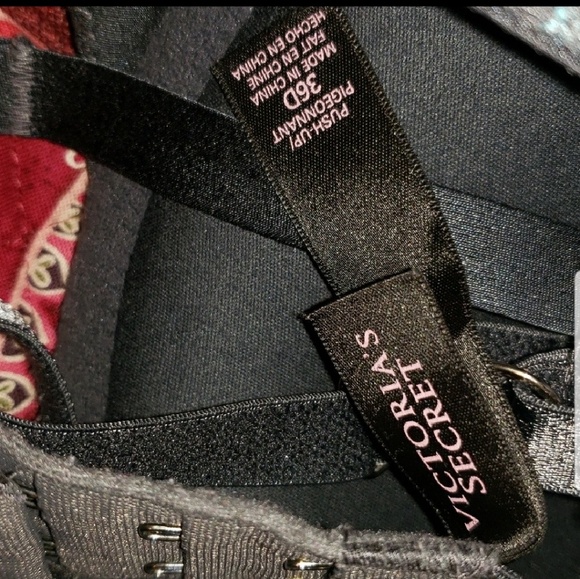 VICTORIA'S
SECRET
PUSH-UP/
PIGEONNANT
36D
MADE IN CHINA
FAIT EN CHINE
HECHO EN CHINA